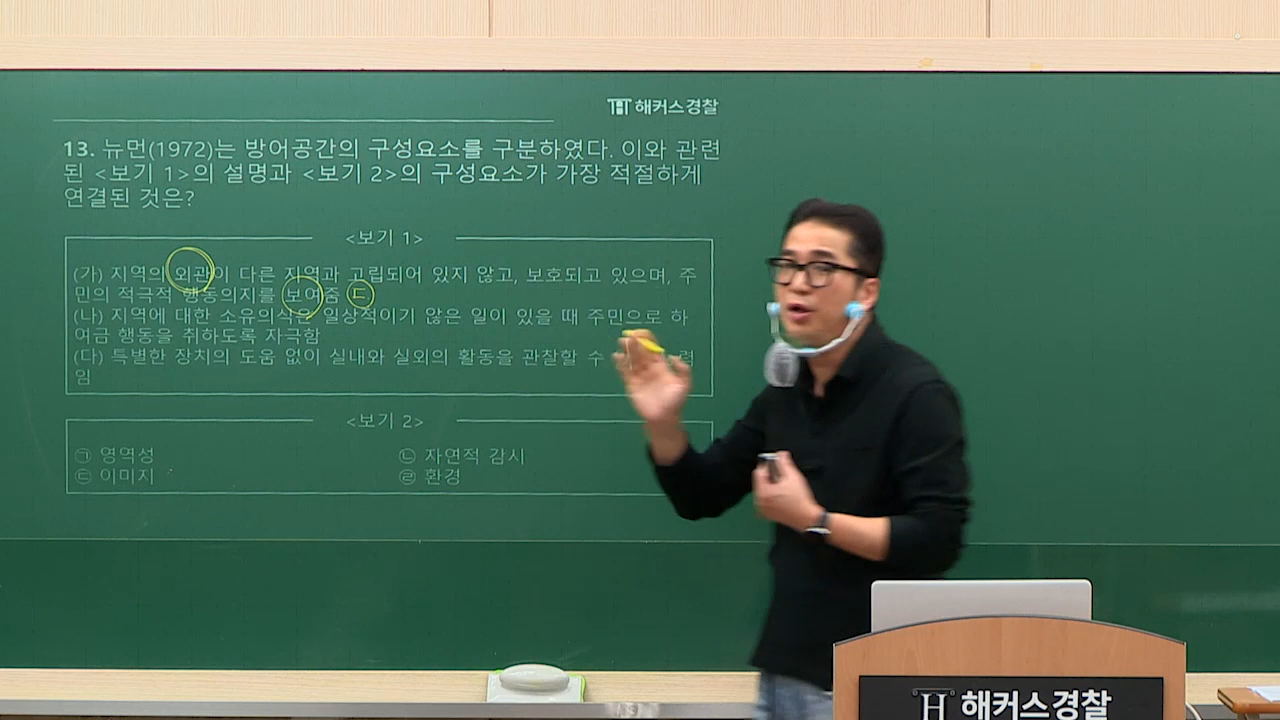 해커스경찰
13. 뉴먼(1972)는 방어공간의 구성요소를 구분하였다. 이와 관련
된 <보기 1>의 설명과 <보기 2>의 구성요소가 가장 적절하게
연결된 것은?
<보기 1>
(가) 지역의 외관이 다른 지역과 고립되어 있지 않고, 보호되고 있으며, 주
민의 적극적 행동의지를 보여줌 ㉢
(나) 지역에 대한 소유의식은 일상적이기 않은 일이 있을 때 주민으로 하
여금 행동을 취하도록 자극함
(다) 특별한 장치의 도움 없이 실내와 실외의 활동을 관찰할 수
임
<보기 2>
㉠ 영역성 ㉡ 자연적 감시
㉢ 이미지 ㉣ 환경
해커스경찰